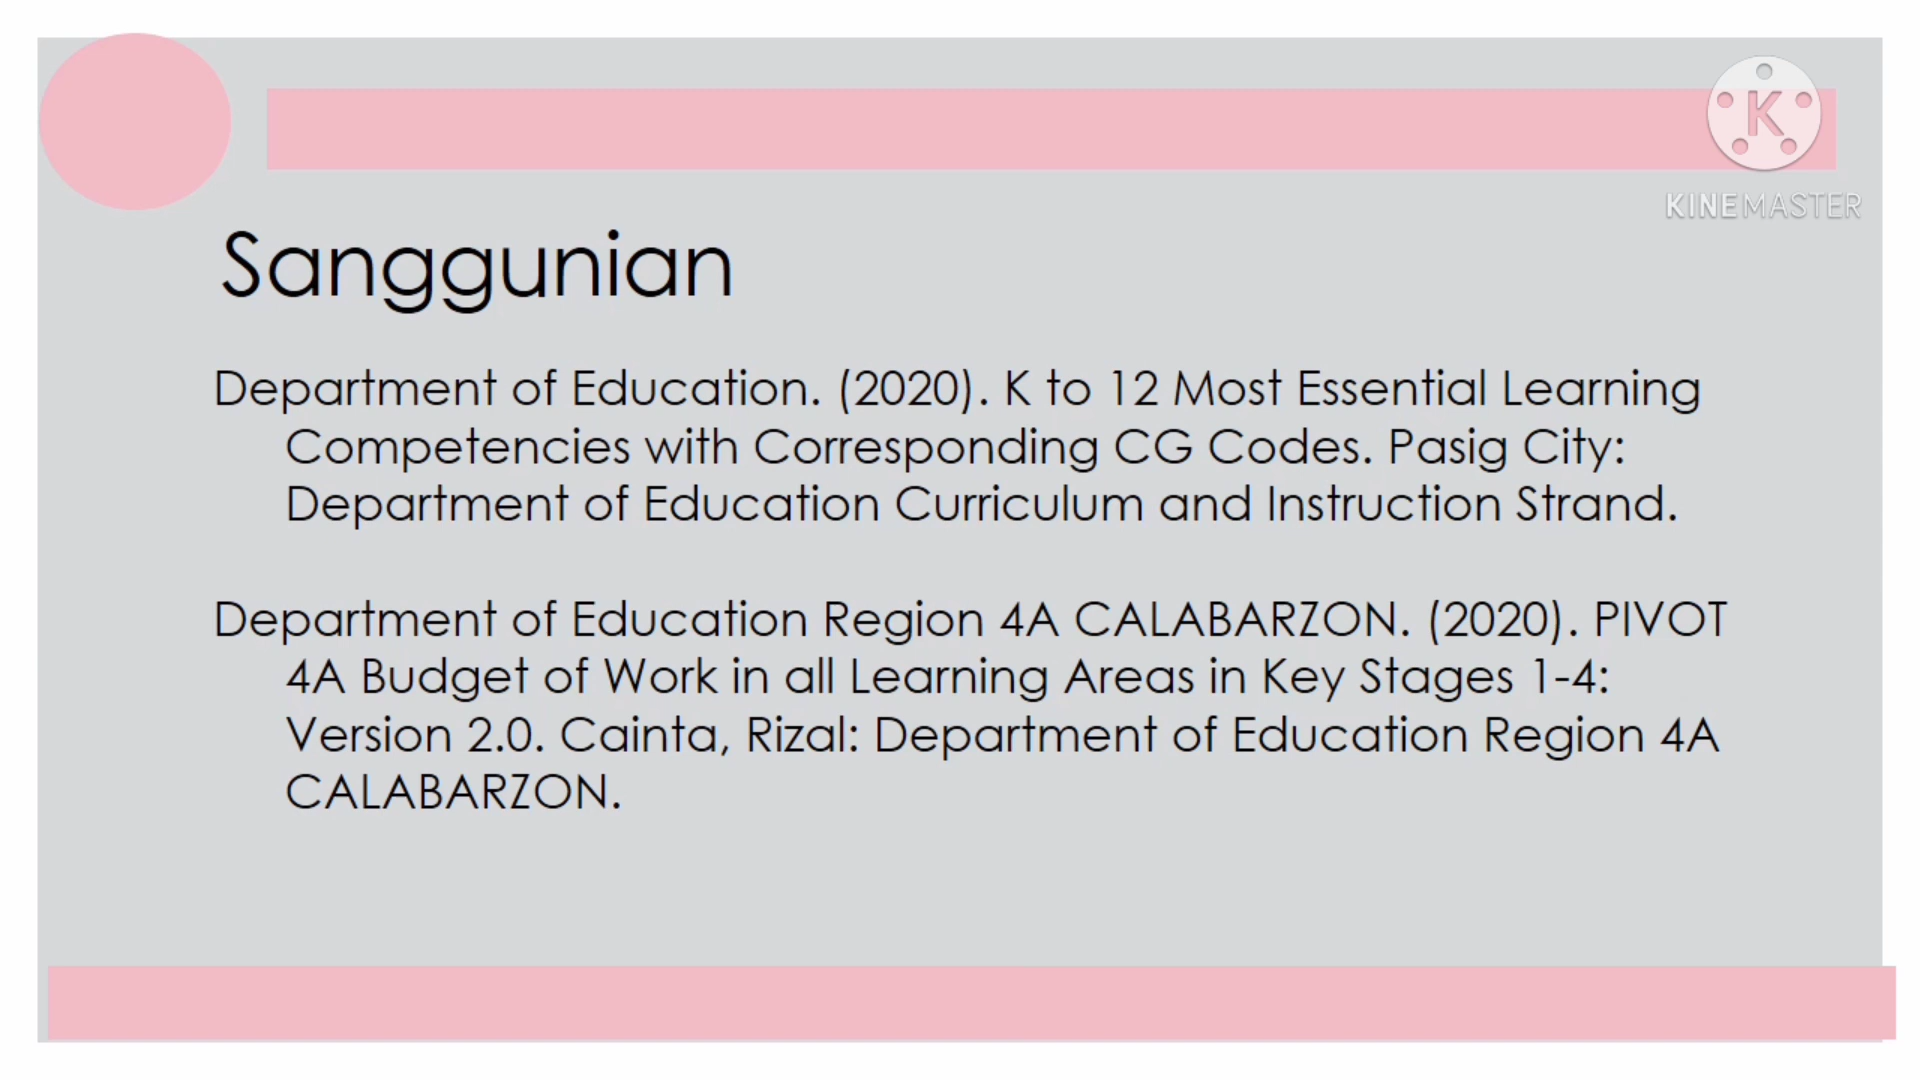 K
KINEMASTER
Sanggunian
Department of Education. (2020). K to 12 Most Essential Learning
Competencies with Corresponding CG Codes. Pasig City:
Department of Education Curriculum and Instruction Strand.
Department of Education Region 4A CALABARZON. (2020). PIVOT
4A Budget of Work in all Learning Areas in Key Stages 1-4:
Version 2.0. Cainta, Rizal: Department of Education Region 4A
CALABARZON.